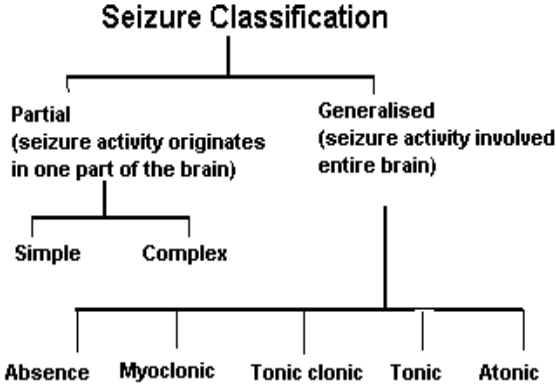 Seizure Classification
Partial
(seizure activity originates
in one part of the brain)
Generalised
(seizure activity involved
entire brain)
Simple
Complex
Absence
Myoclonic
Tonic clonic
Tonic
Atonic